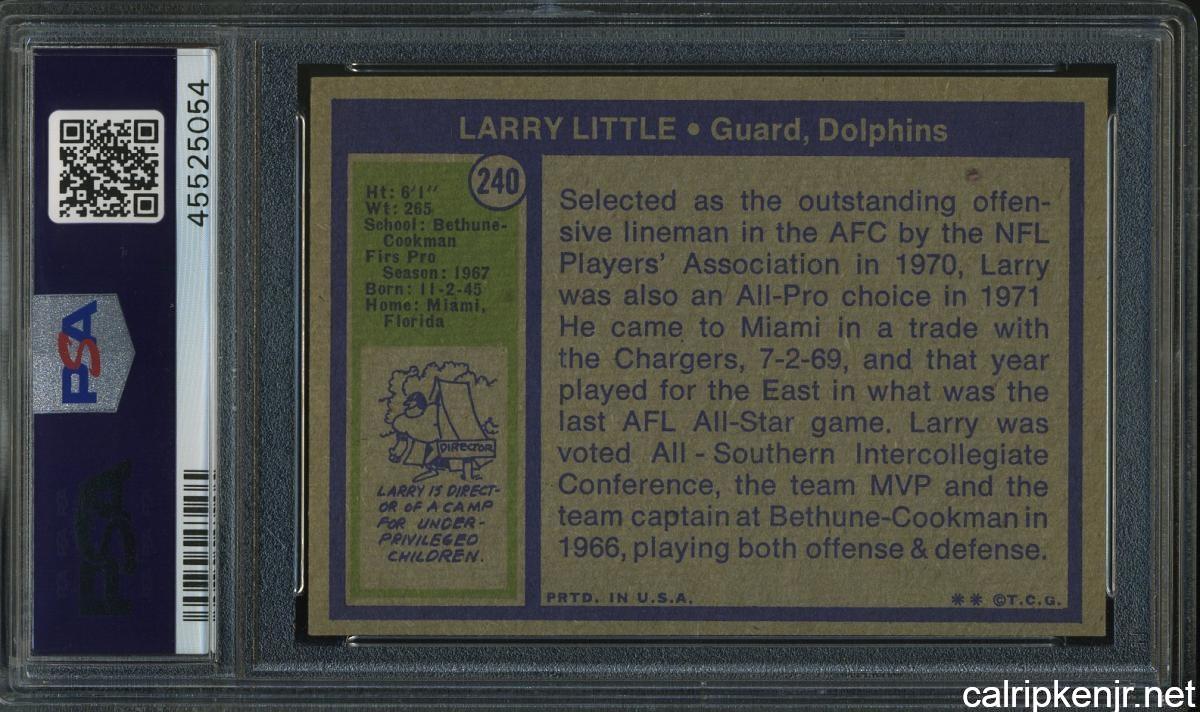 LARRY LITTLE • Guard, Dolphins
240
Ht: 6'1"
Wt: 265
School: Bethune-
Cookman
Firs Pro
Season: 1967
Born: 11-2-45
Home: Miami,
Florida
DIRECTOR
LARRY IS DIRECT-
OR OF A CAMP
FOR UNDER-
PRIVILEGED
CHILDREN.
Selected as the outstanding offen-
sive lineman in the AFC by the NFL
Players' Association in 1970, Larry
was also an All-Pro choice in 1971
He came to Miami in a trade with
the Chargers, 7-2-69, and that year
played for the East in what was the
last AFL All-Star game. Larry was
voted All - Southern Intercollegiate
Conference, the team MVP and the
team captain at Bethune-Cookman in
1966, playing both offense & defense.
PRTD. IN U.S.A.
** ©T.C.G.
45525054
PSA
PSA
calripkenjr.net